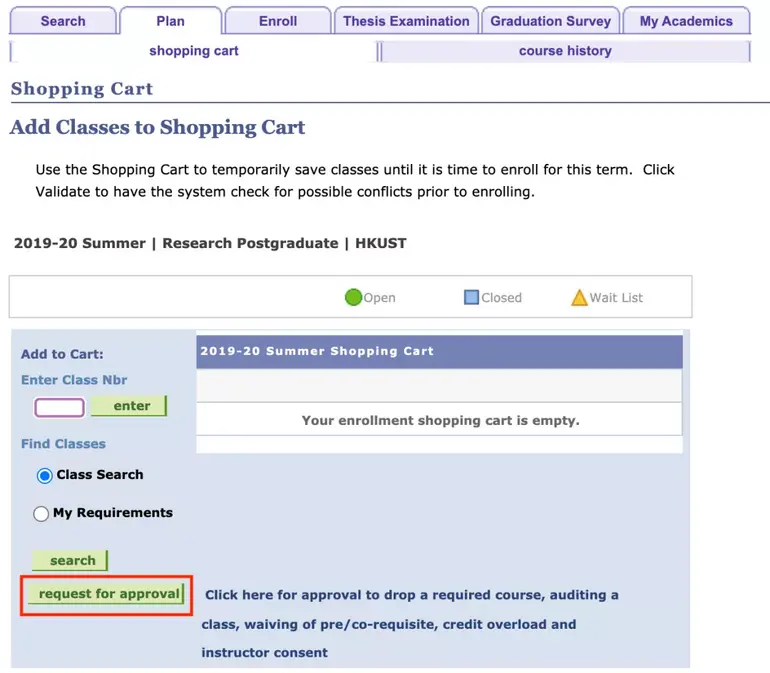 Search Plan Enroll Thesis Examination Graduation Survey My Academics
shopping cart course history
Shopping Cart
Add Classes to Shopping Cart
Use the Shopping Cart to temporarily save classes until it is time to enroll for this term. Click
Validate to have the system check for possible conflicts prior to enrolling.
2019-20 Summer | Research Postgraduate | HKUST
Open Closed Wait List
Add to Cart:
2019-20 Summer Shopping Cart
Enter Class Nbr
enter
Your enrollment shopping cart is empty.
Find Classes
Class Search
My Requirements
search
request for approval
Click here for approval to drop a required course, auditing a
class, waiving of pre/co-requisite, credit overload and
instructor consent